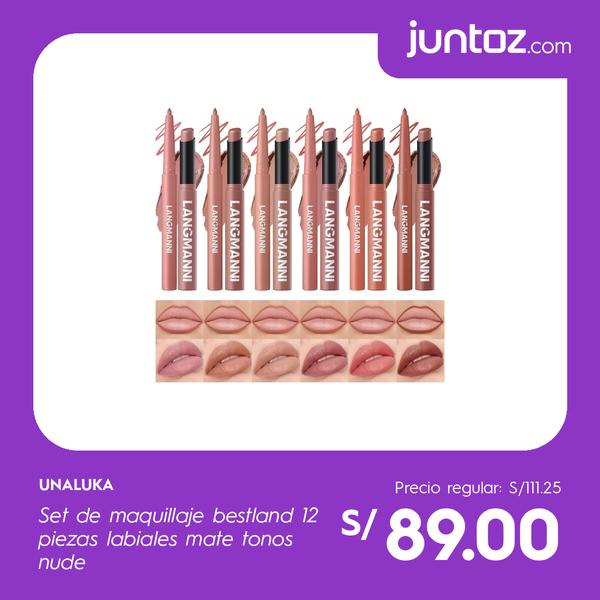 juntoz.com
LANGMANNI LANGMANNI LANGMANNI LANGMANNI LANGMANNI LANGMANNI LANGMANNI LANGMANNI LANGMANNI LANGMANNI LANGMANNI LANGMANNI
UNALUKA
Set de maquillaje bestland 12
piezas labiales mate tonos
nude
Precio regular: S/111.25
S/ 89.00